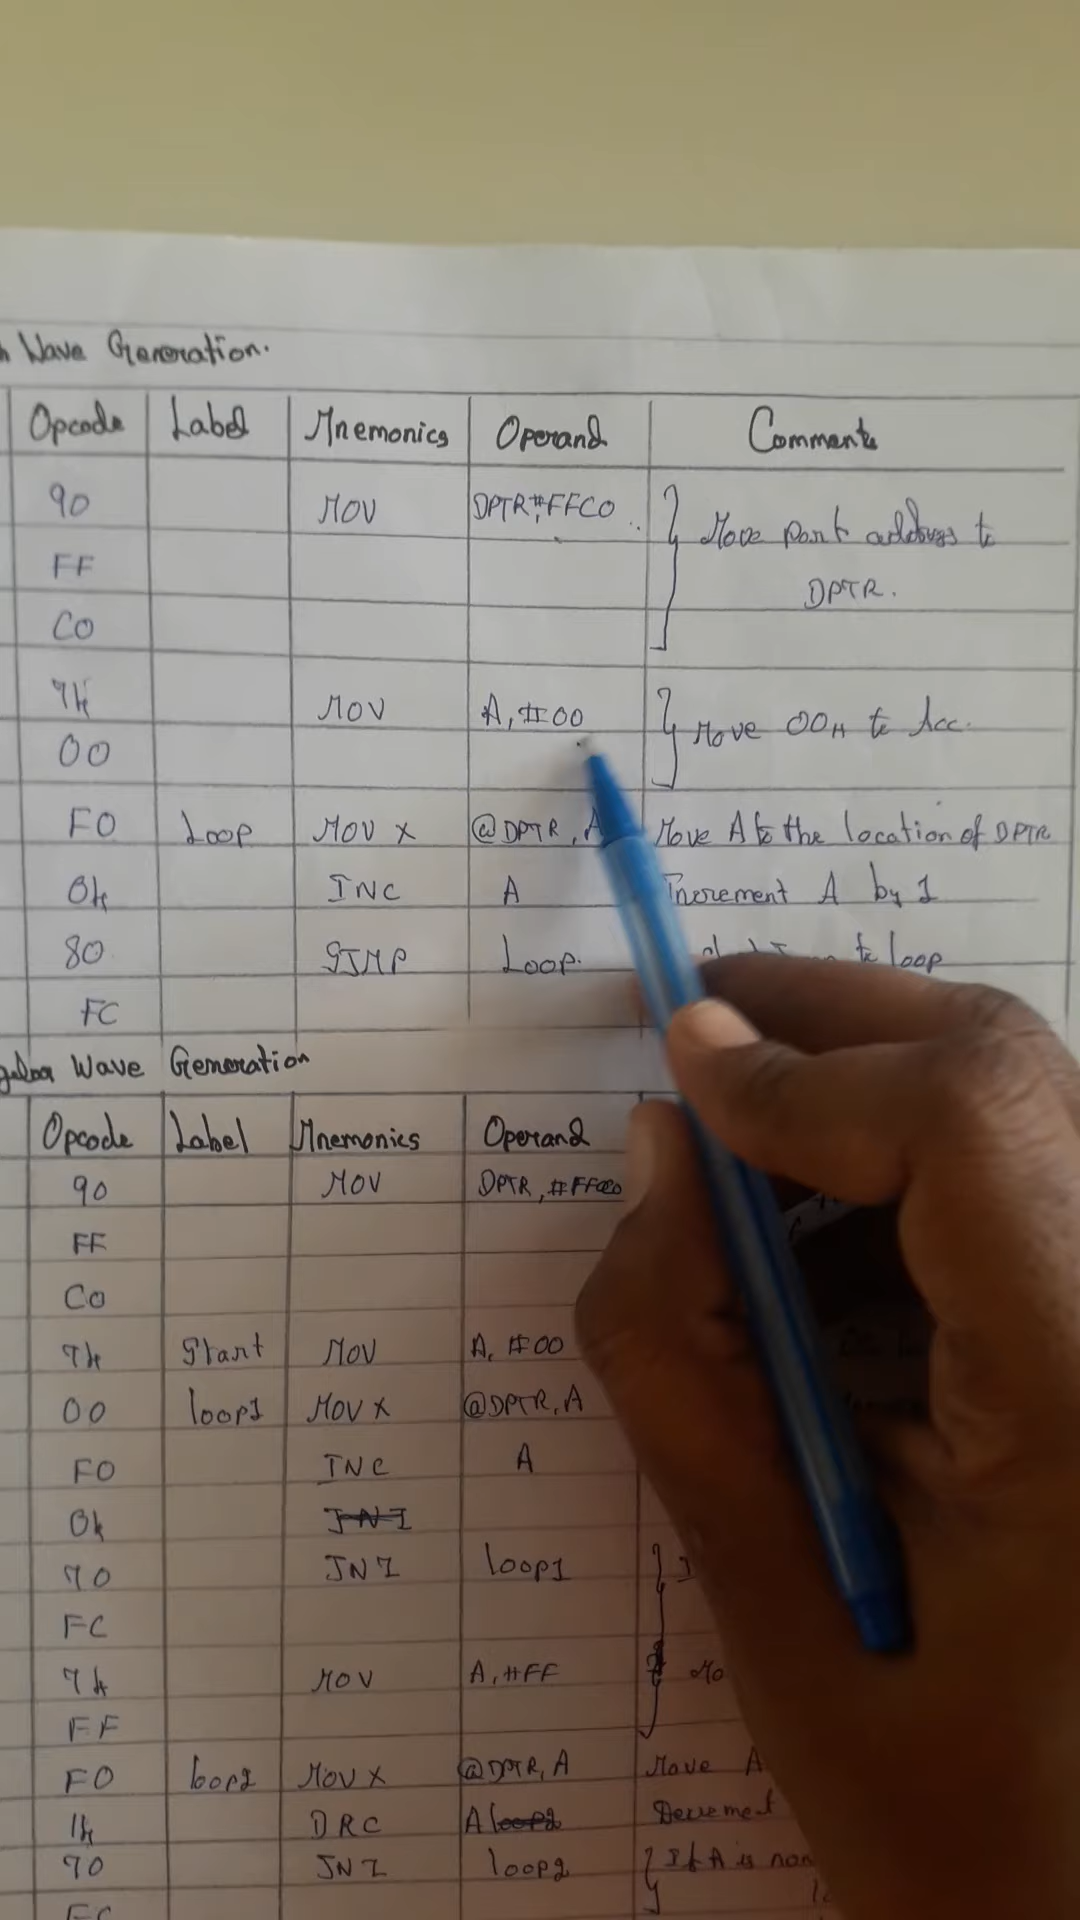 Wave Generation.
Opcode Label Mnemonics Operand Comments
90 MOV DPTR,#FFC0 Move port address to
FF DPTR.
C0
74 MOV A, #00 Move 00H to Acc.
00
F0 Loop MOV X @DPTR, A Move A to the location of DPTR
04 INC A Increment A by 1
80 SJMP Loop. to loop
FC
Wave Generation
Opcode Label Mnemonics Operand
90 MOV DPTR, #FFC0
FF
C0
74 Start MOV A, #00
00 loop1 MOV X @DPTR, A
F0 INC A
04 JNZ
70 JNZ loop1
FC
74 MOV A, #FF
FF
F0 loop2 MOV X @DPTR, A Move A
14 DRC A loop2 Decrement
70 JNZ loop2 If A is non
FC